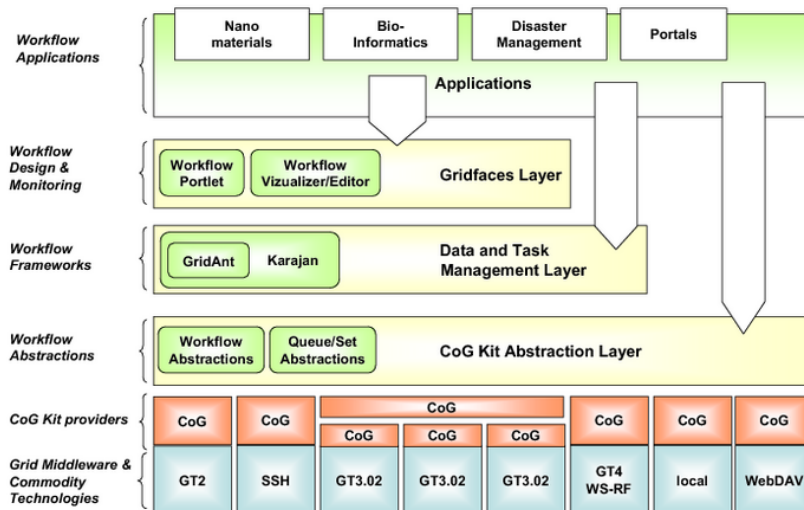 Workflow
Applications
Nano
materials
Bio-
Informatics
Disaster
Management
Portals
Applications
Workflow
Design &
Monitoring
Workflow
Portlet
Workflow
Vizualizer/Editor
Gridfaces Layer
Workflow
Frameworks
GridAnt
Karajan
Data and Task
Management Layer
Workflow
Abstractions
Workflow
Abstractions
Queue/Set
Abstractions
CoG Kit Abstraction Layer
CoG Kit providers
CoG
CoG
CoG
CoG
CoG
CoG
CoG
CoG
CoG
Grid Middleware &
Commodity
Technologies
GT2
SSH
GT3.02
GT3.02
GT3.02
GT4
WS-RF
local
WebDAV